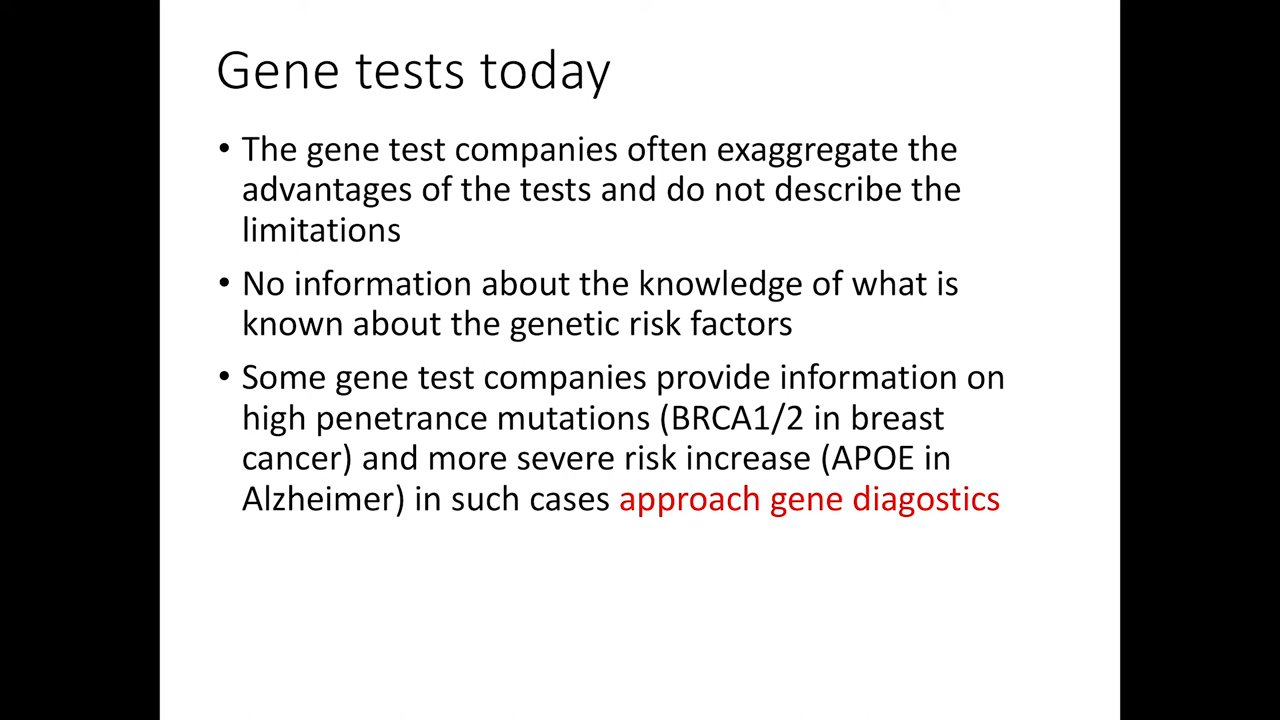 Gene tests today
• The gene test companies often exaggregate the
advantages of the tests and do not describe the
limitations
• No information about the knowledge of what is
known about the genetic risk factors
• Some gene test companies provide information on
high penetrance mutations (BRCA1/2 in breast
cancer) and more severe risk increase (APOE in
Alzheimer) in such cases approach gene diagostics